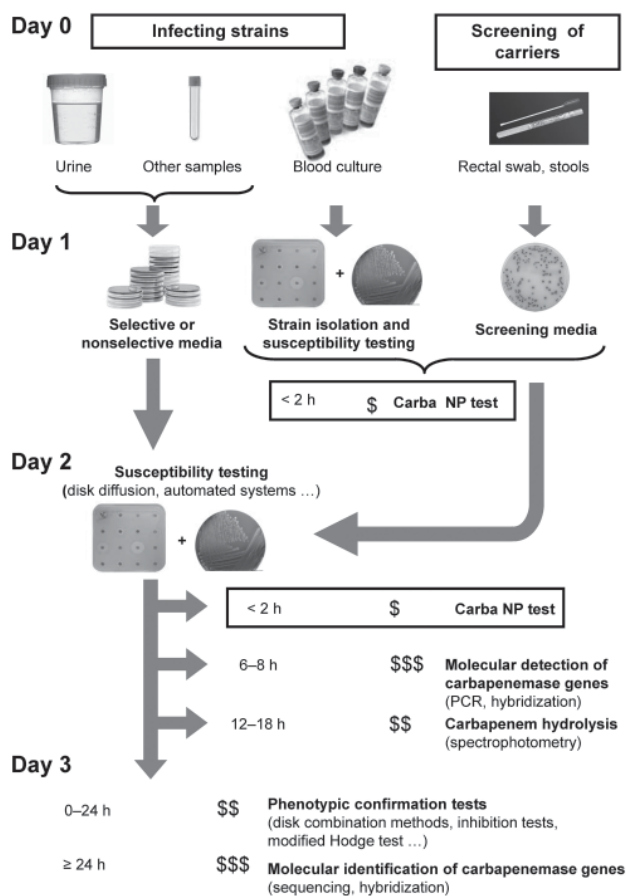 Day 0
Infecting strains
Screening of
carriers
Urine
Other samples
Blood culture
Rectal swab, stools
Day 1
+
Selective or
nonselective media
Strain isolation and
susceptibility testing
Screening media
< 2 h $ Carba NP test
Day 2
Susceptibility testing
(disk diffusion, automated systems …)
+
< 2 h $ Carba NP test
6–8 h $$$ Molecular detection of
carbapenemase genes
(PCR, hybridization)
12–18 h $$ Carbapenem hydrolysis
(spectrophotometry)
Day 3
0–24 h $$ Phenotypic confirmation tests
(disk combination methods, inhibition tests,
modified Hodge test …)
≥ 24 h $$$ Molecular identification of carbapenemase genes
(sequencing, hybridization)